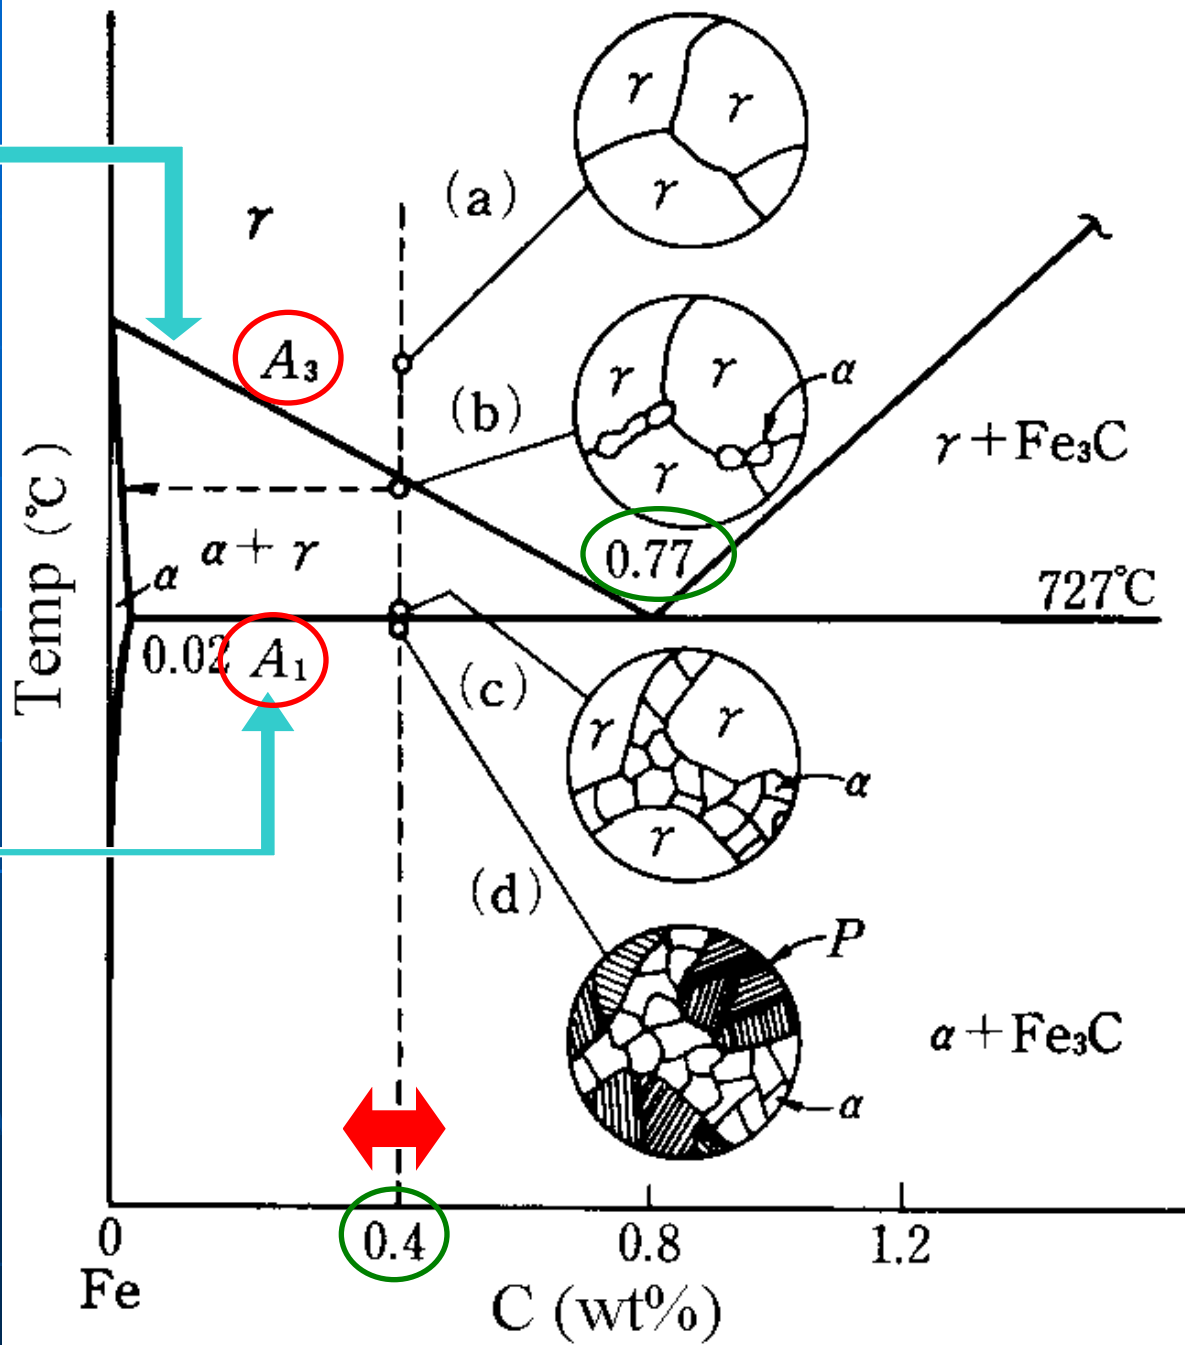 γ
γ
(a)
γ
γ
A₃
γ
γ
α
(b)
γ
γ + Fe₃C
Temp (℃)
α + γ
0.77
α
727℃
0.02
A₁
(c)
γ
γ
α
γ
(d)
P
α + Fe₃C
α
0
0.4
0.8
1.2
Fe
C (wt%)